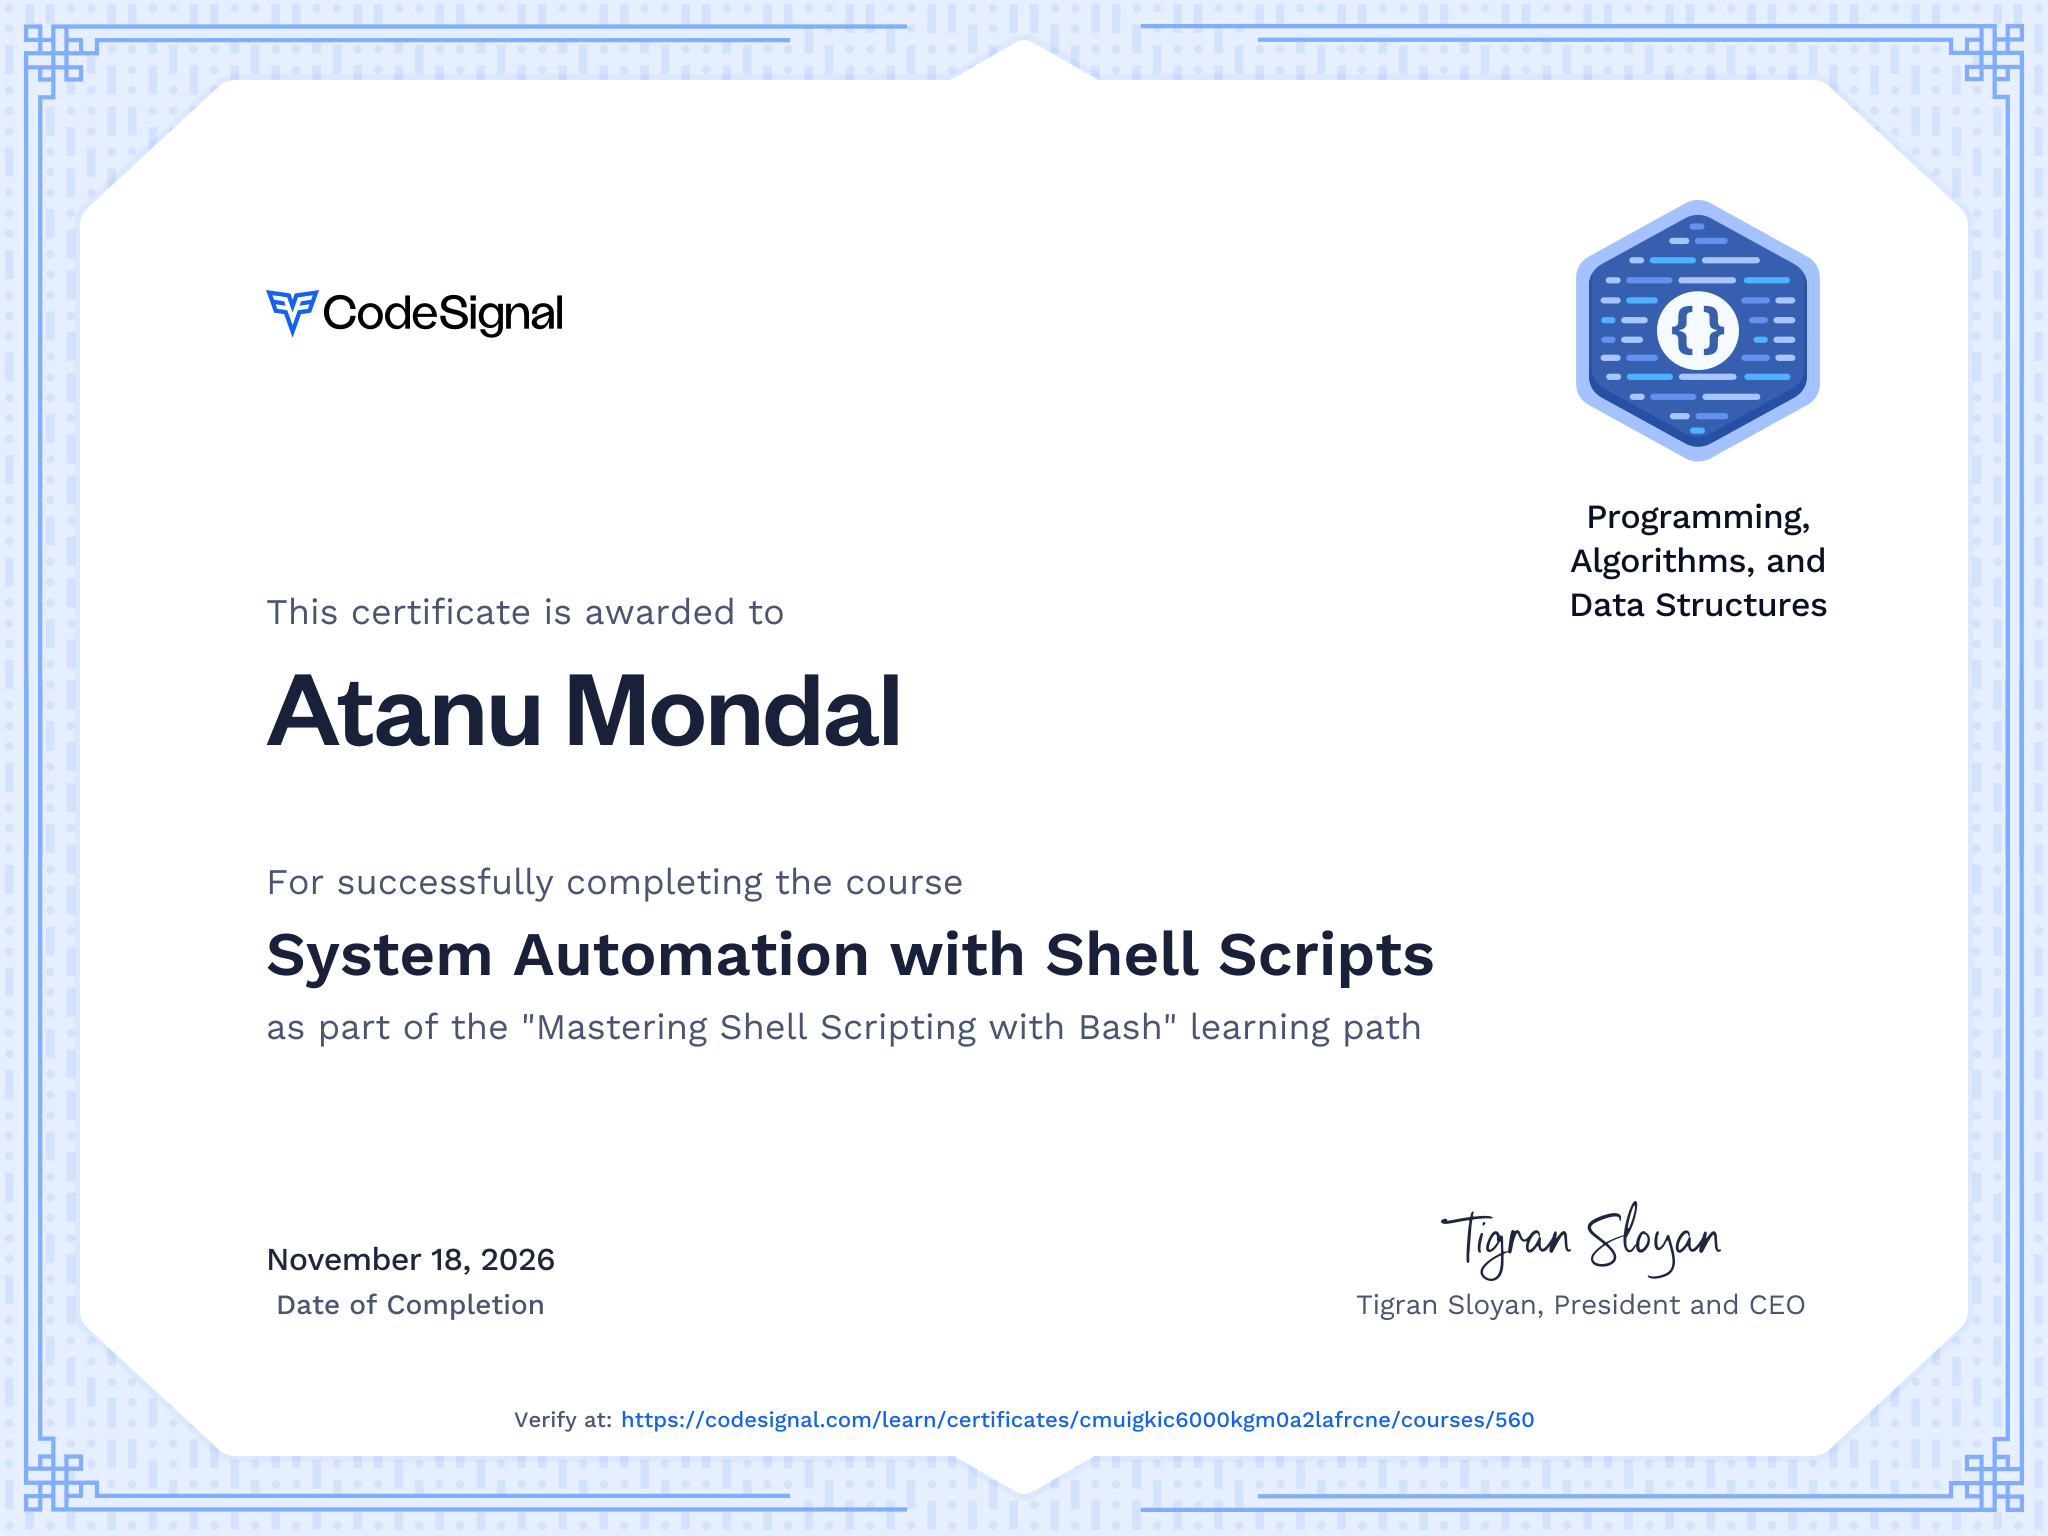 CodeSignal
{}
Programming,
Algorithms, and
Data Structures
This certificate is awarded to
Atanu Mondal
For successfully completing the course
System Automation with Shell Scripts
as part of the "Mastering Shell Scripting with Bash" learning path
November 18, 2026
Date of Completion
Tigran Sloyan
Tigran Sloyan, President and CEO
Verify at: https://codesignal.com/learn/certificates/cmuigkic6000kgm0a2lafrcne/courses/560